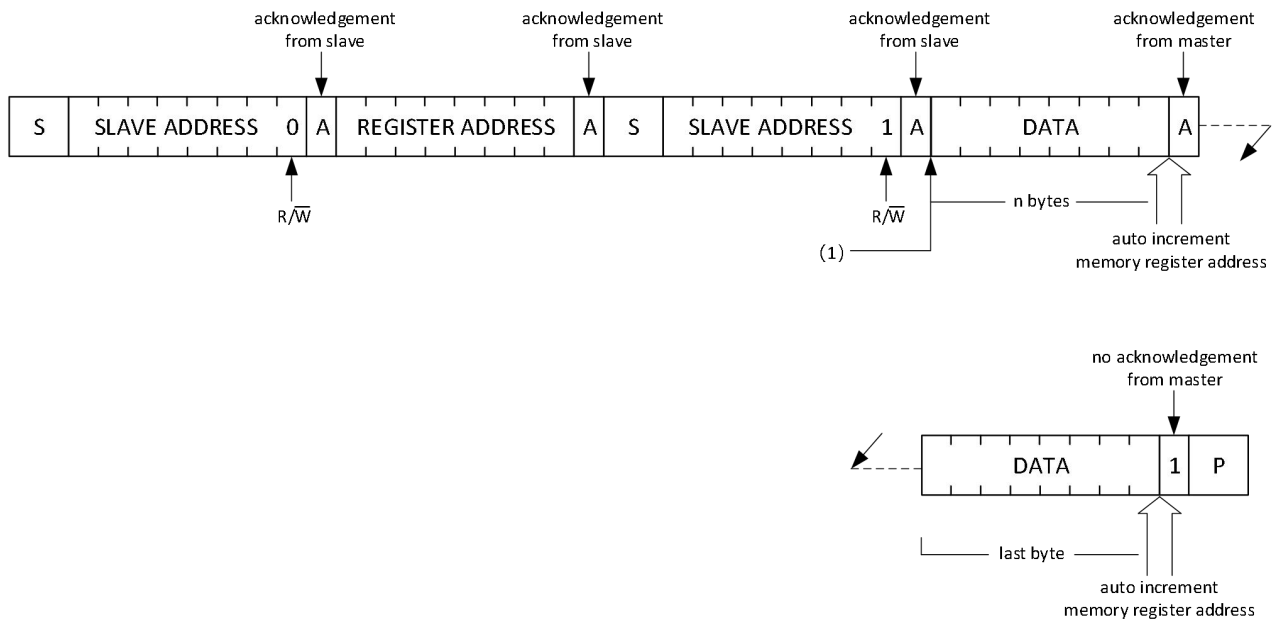 acknowledgement
from slave
acknowledgement
from slave
acknowledgement
from slave
acknowledgement
from master
S SLAVE ADDRESS 0 A REGISTER ADDRESS A S SLAVE ADDRESS 1 A DATA A
R/W̅
R/W̅
n bytes
(1)
auto increment
memory register address
no acknowledgement
from master
DATA 1 P
last byte
auto increment
memory register address